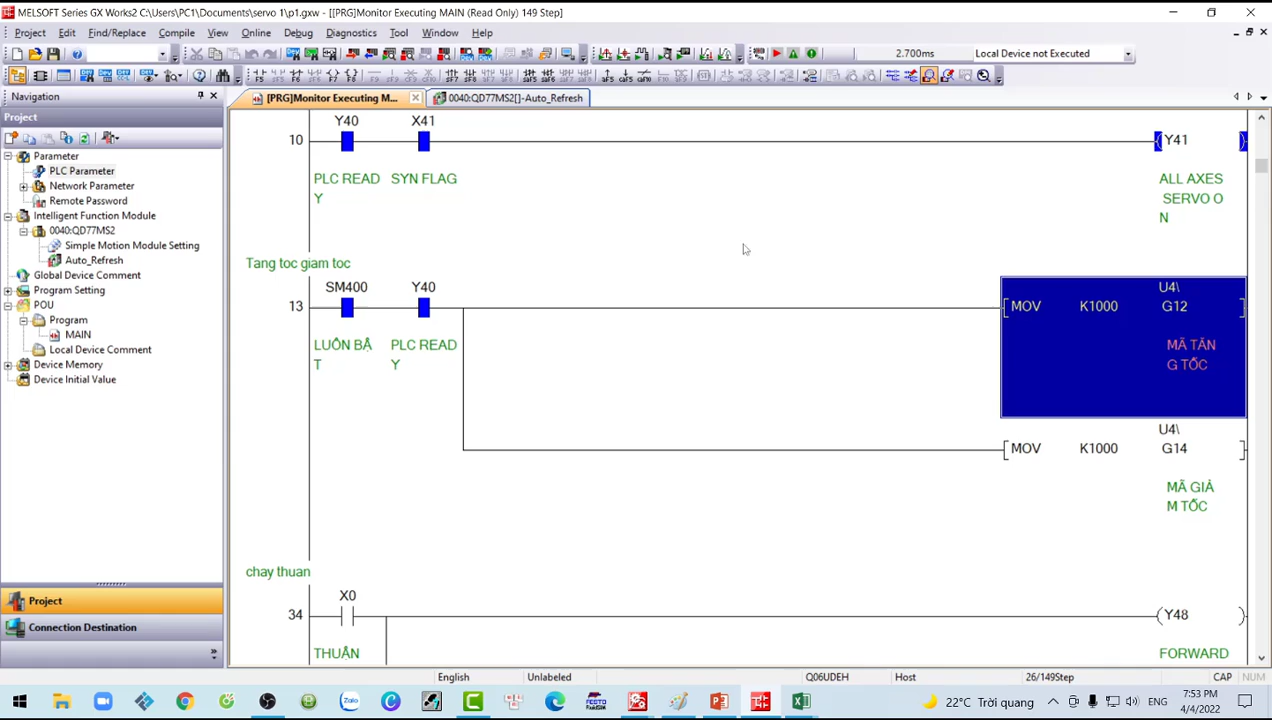 MELSOFT Series GX Works2 C:\Users\PC1\Documents\servo 1\p1.gxw - [[PRG]Monitor Executing MAIN (Read Only) 149 Step]
Project Edit Find/Replace Compile View Online Debug Diagnostics Tool Window Help
2.700ms Local Device not Executed
Navigation
[PRG]Monitor Executing M...
0040:QD77MS2[]-Auto_Refresh
Project
Parameter
PLC Parameter
Network Parameter
Remote Password
Intelligent Function Module
0040:QD77MS2
Simple Motion Module Setting
Auto_Refresh
Global Device Comment
Program Setting
POU
Program
MAIN
Local Device Comment
Device Memory
Device Initial Value
Project
Connection Destination
Y40 X41
10 Y41
PLC READ SYN FLAG ALL AXES
Y SERVO O
N
Tang toc giam toc
SM400 Y40 U4\
13 MOV K1000 G12
LUÔN BẬ PLC READ MÃ TĂN
T Y G TỐC
U4\
MOV K1000 G14
MÃ GIẢ
M TỐC
chay thuan
X0
34 Y48
THUẬN FORWARD
English Unlabeled Q06UDEH Host 26/149Step CAP NUM
22°C Trời quang ENG 7:53 PM
4/4/2022